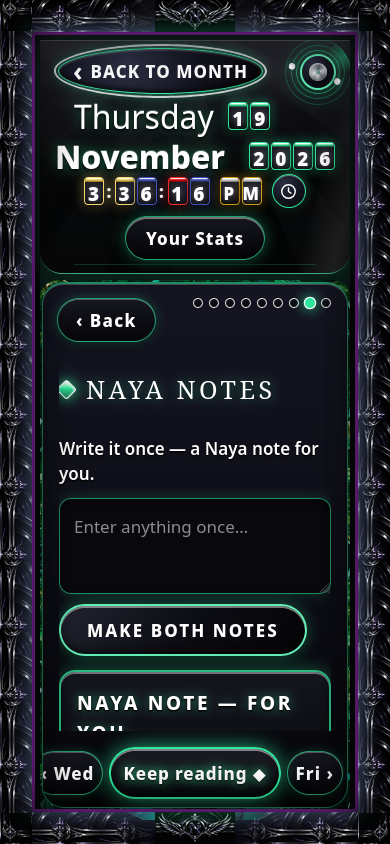 ‹ BACK TO MONTH
Thursday 19
November 2026
3:36:16 PM
Your Stats
‹ Back
NAYA NOTES
Write it once — a Naya note for
you.
Enter anything once...
MAKE BOTH NOTES
NAYA NOTE — FOR
YOU
‹ Wed
Keep reading ◆
Fri ›